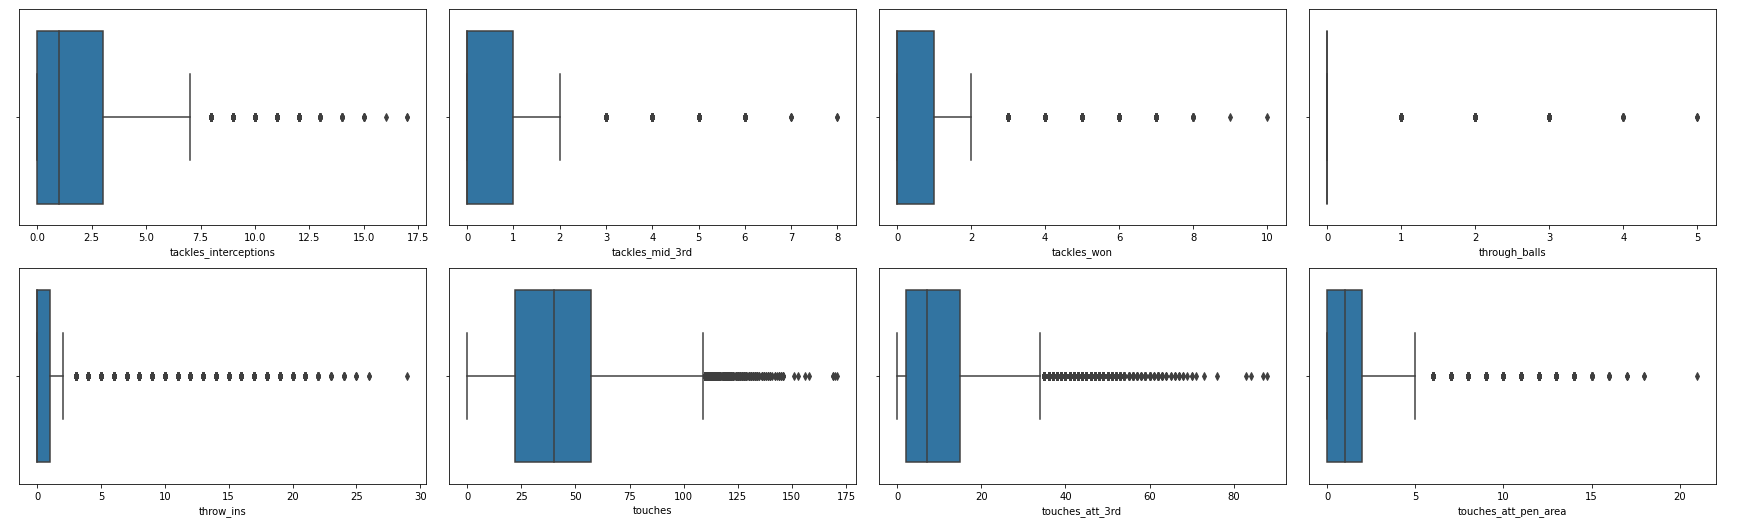 0.0 2.5 5.0 7.5 10.0 12.5 15.0 17.5
tackles_interceptions
0 1 2 3 4 5 6 7 8
tackles_mid_3rd
0 2 4 6 8 10
tackles_won
0 1 2 3 4 5
through_balls
0 5 10 15 20 25 30
throw_ins
0 25 50 75 100 125 150 175
touches
0 20 40 60 80
touches_att_3rd
0 5 10 15 20
touches_att_pen_area